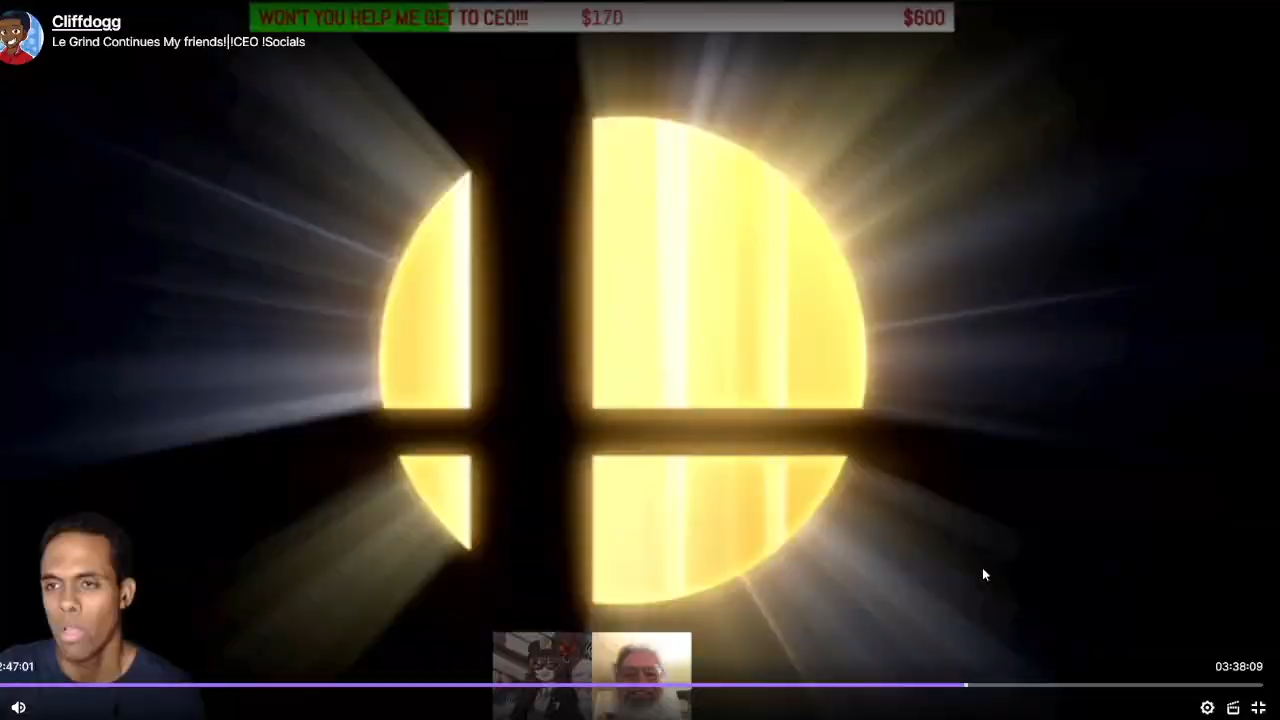 WON'T YOU HELP ME GET TO CEO!!! $170 $600
Cliffdogg
Le Grind Continues My friends!|!CEO !Socials
2:47:01
03:38:09